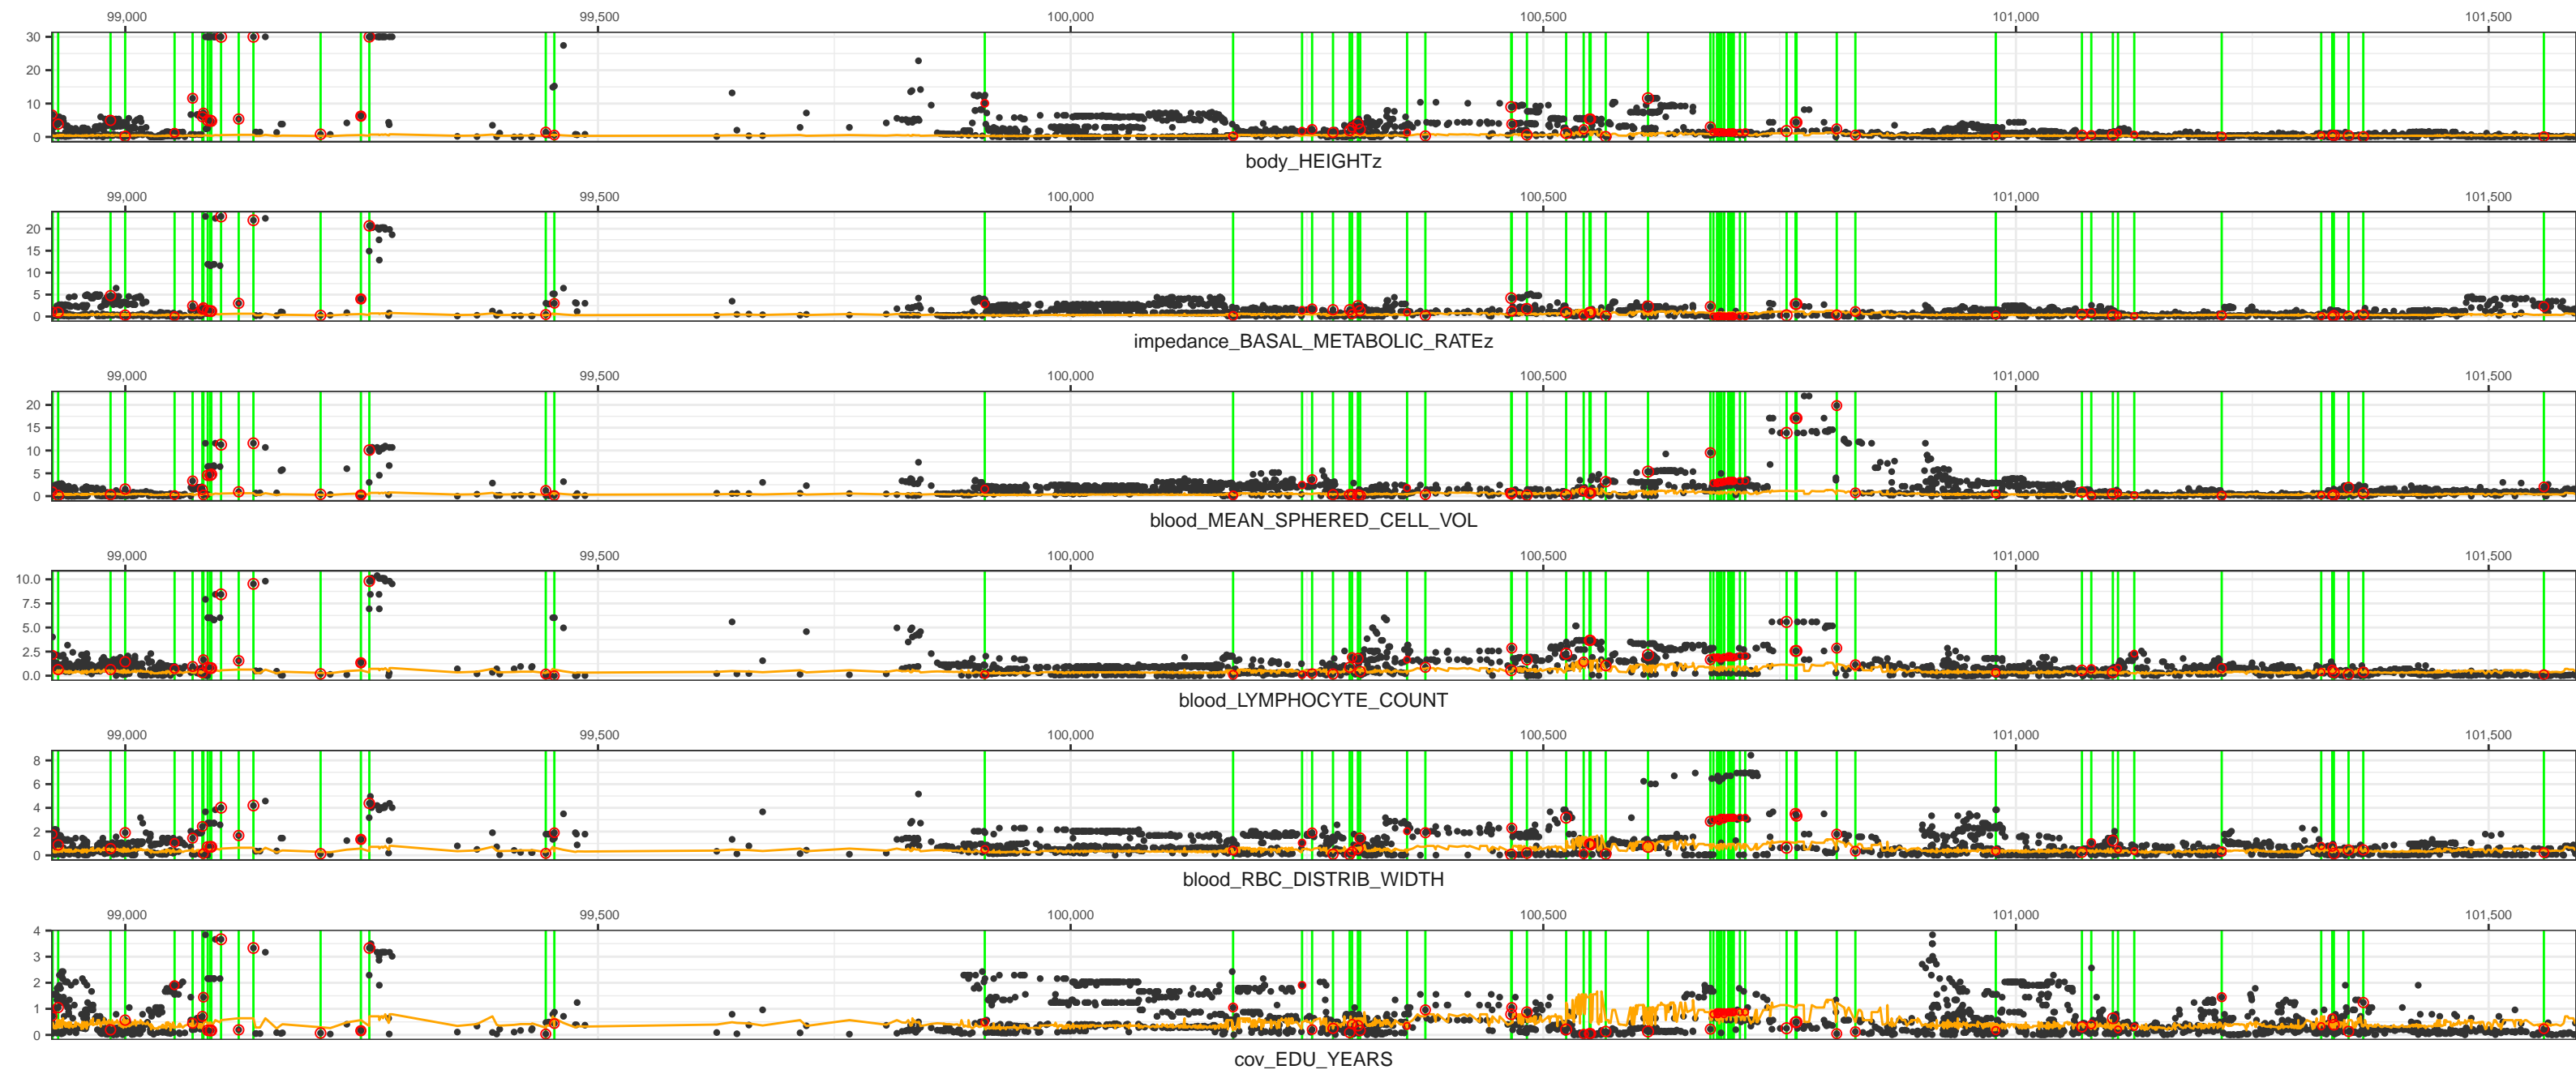 99,000 99,500 100,000 100,500 101,000 101,500
30
20
10
0
body_HEIGHTz
99,000 99,500 100,000 100,500 101,000 101,500
20
15
10
5
0
impedance_BASAL_METABOLIC_RATEz
99,000 99,500 100,000 100,500 101,000 101,500
20
15
10
5
0
blood_MEAN_SPHERED_CELL_VOL
99,000 99,500 100,000 100,500 101,000 101,500
10.0
7.5
5.0
2.5
0.0
blood_LYMPHOCYTE_COUNT
99,000 99,500 100,000 100,500 101,000 101,500
8
6
4
2
0
blood_RBC_DISTRIB_WIDTH
99,000 99,500 100,000 100,500 101,000 101,500
4
3
2
1
0
cov_EDU_YEARS